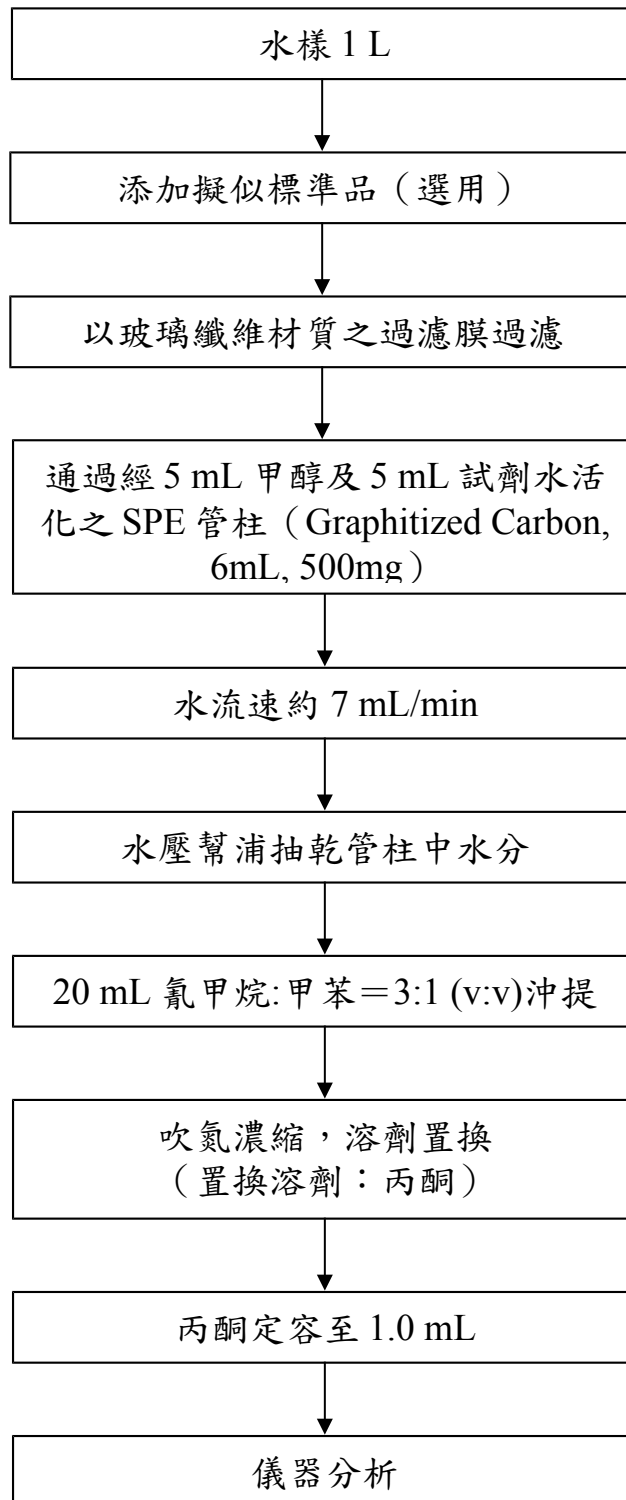 水樣 1 L
添加擬似標準品（選用）
以玻璃纖維材質之過濾膜過濾
通過經 5 mL 甲醇及 5 mL 試劑水活
化之 SPE 管柱（Graphitized Carbon,
6mL, 500mg）
水流速約 7 mL/min
水壓幫浦抽乾管柱中水分
20 mL 氰甲烷:甲苯＝3:1 (v:v)沖提
吹氮濃縮，溶劑置換
（置換溶劑：丙酮）
丙酮定容至 1.0 mL
儀器分析